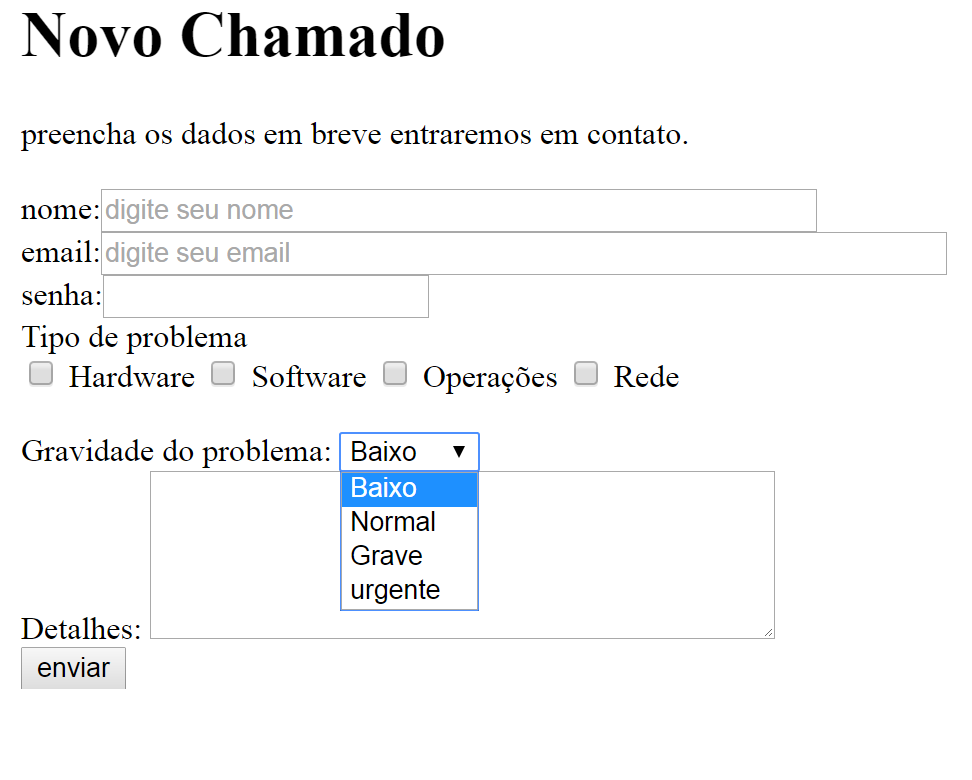 Novo Chamado
preencha os dados em breve entraremos em contato.
nome: digite seu nome
email: digite seu email
senha:
Tipo de problema
Hardware Software Operações Rede
Gravidade do problema: Baixo
Baixo
Normal
Grave
urgente
Detalhes:
enviar